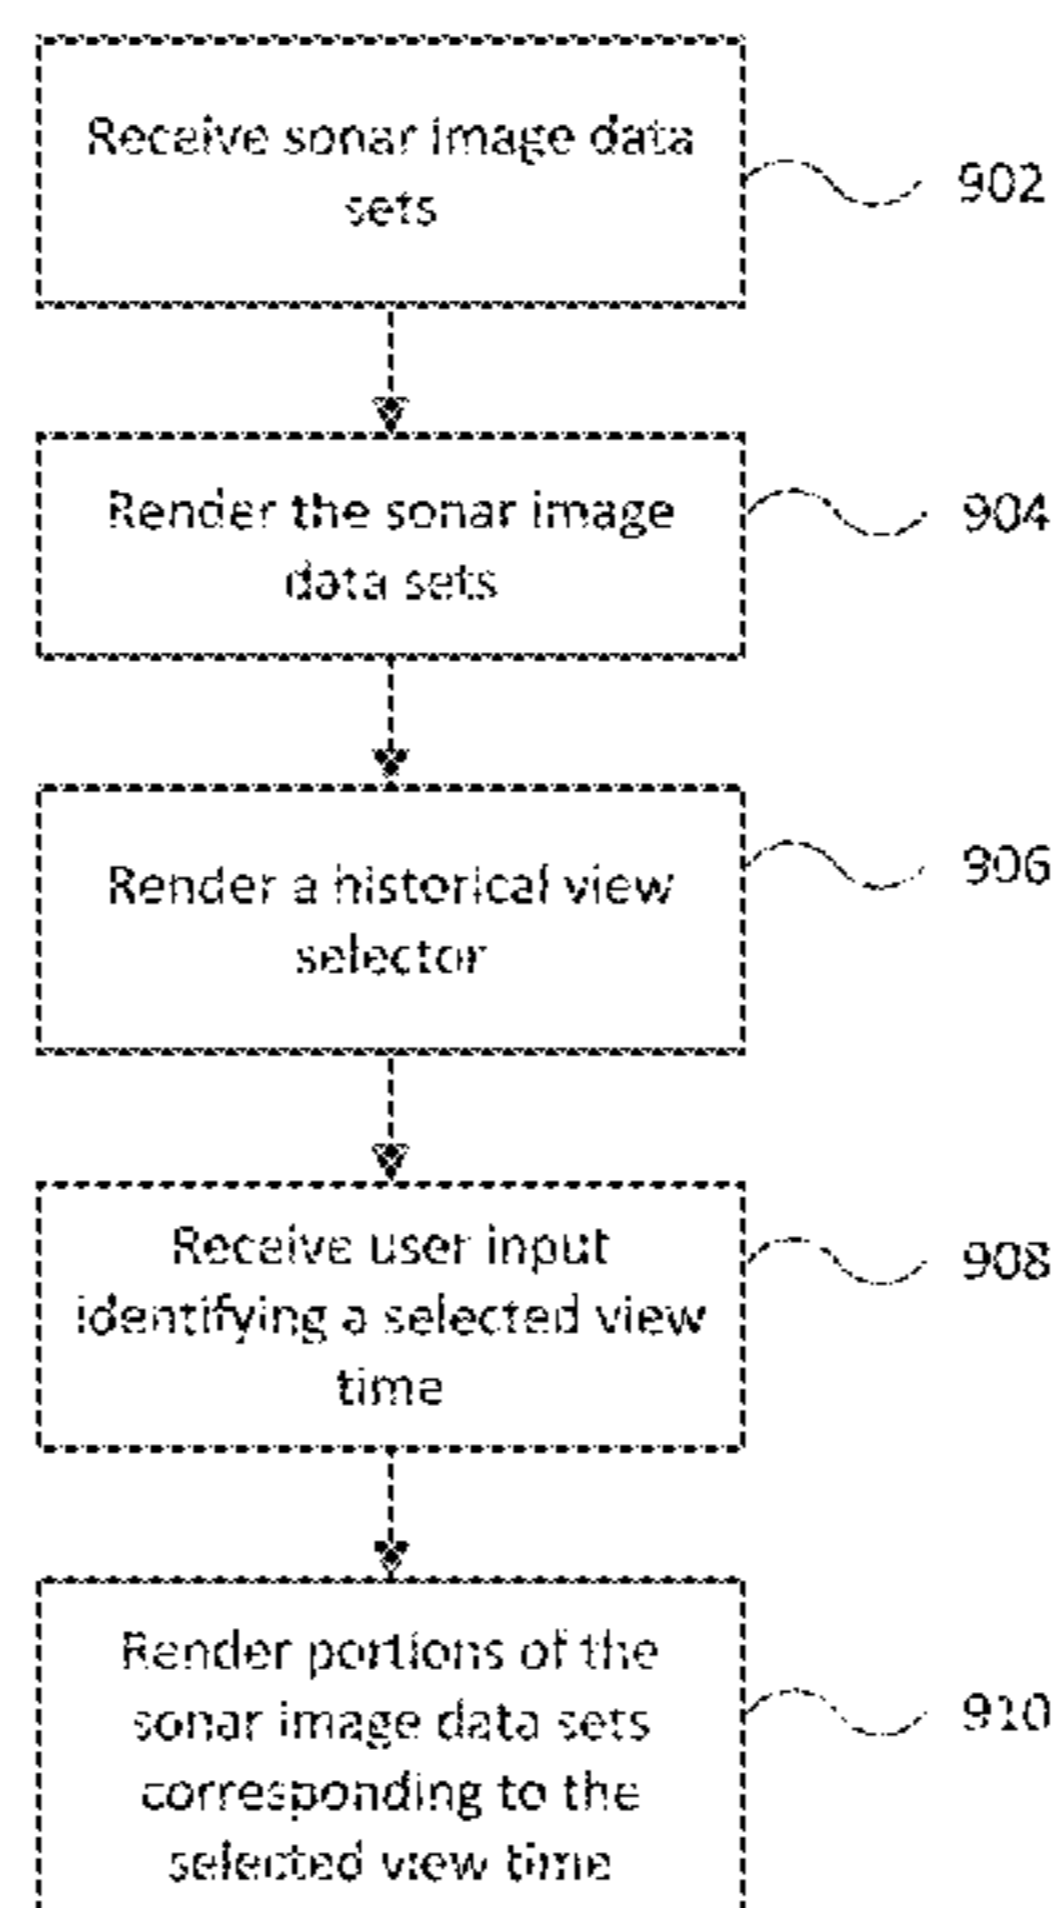 Receive sonar image data
sets
902
Render the sonar image
data sets
904
Render a historical view
selector
906
Receive user input
identifying a selected view
time
908
Render portions of the
sonar image data sets
corresponding to the
selected view time
910